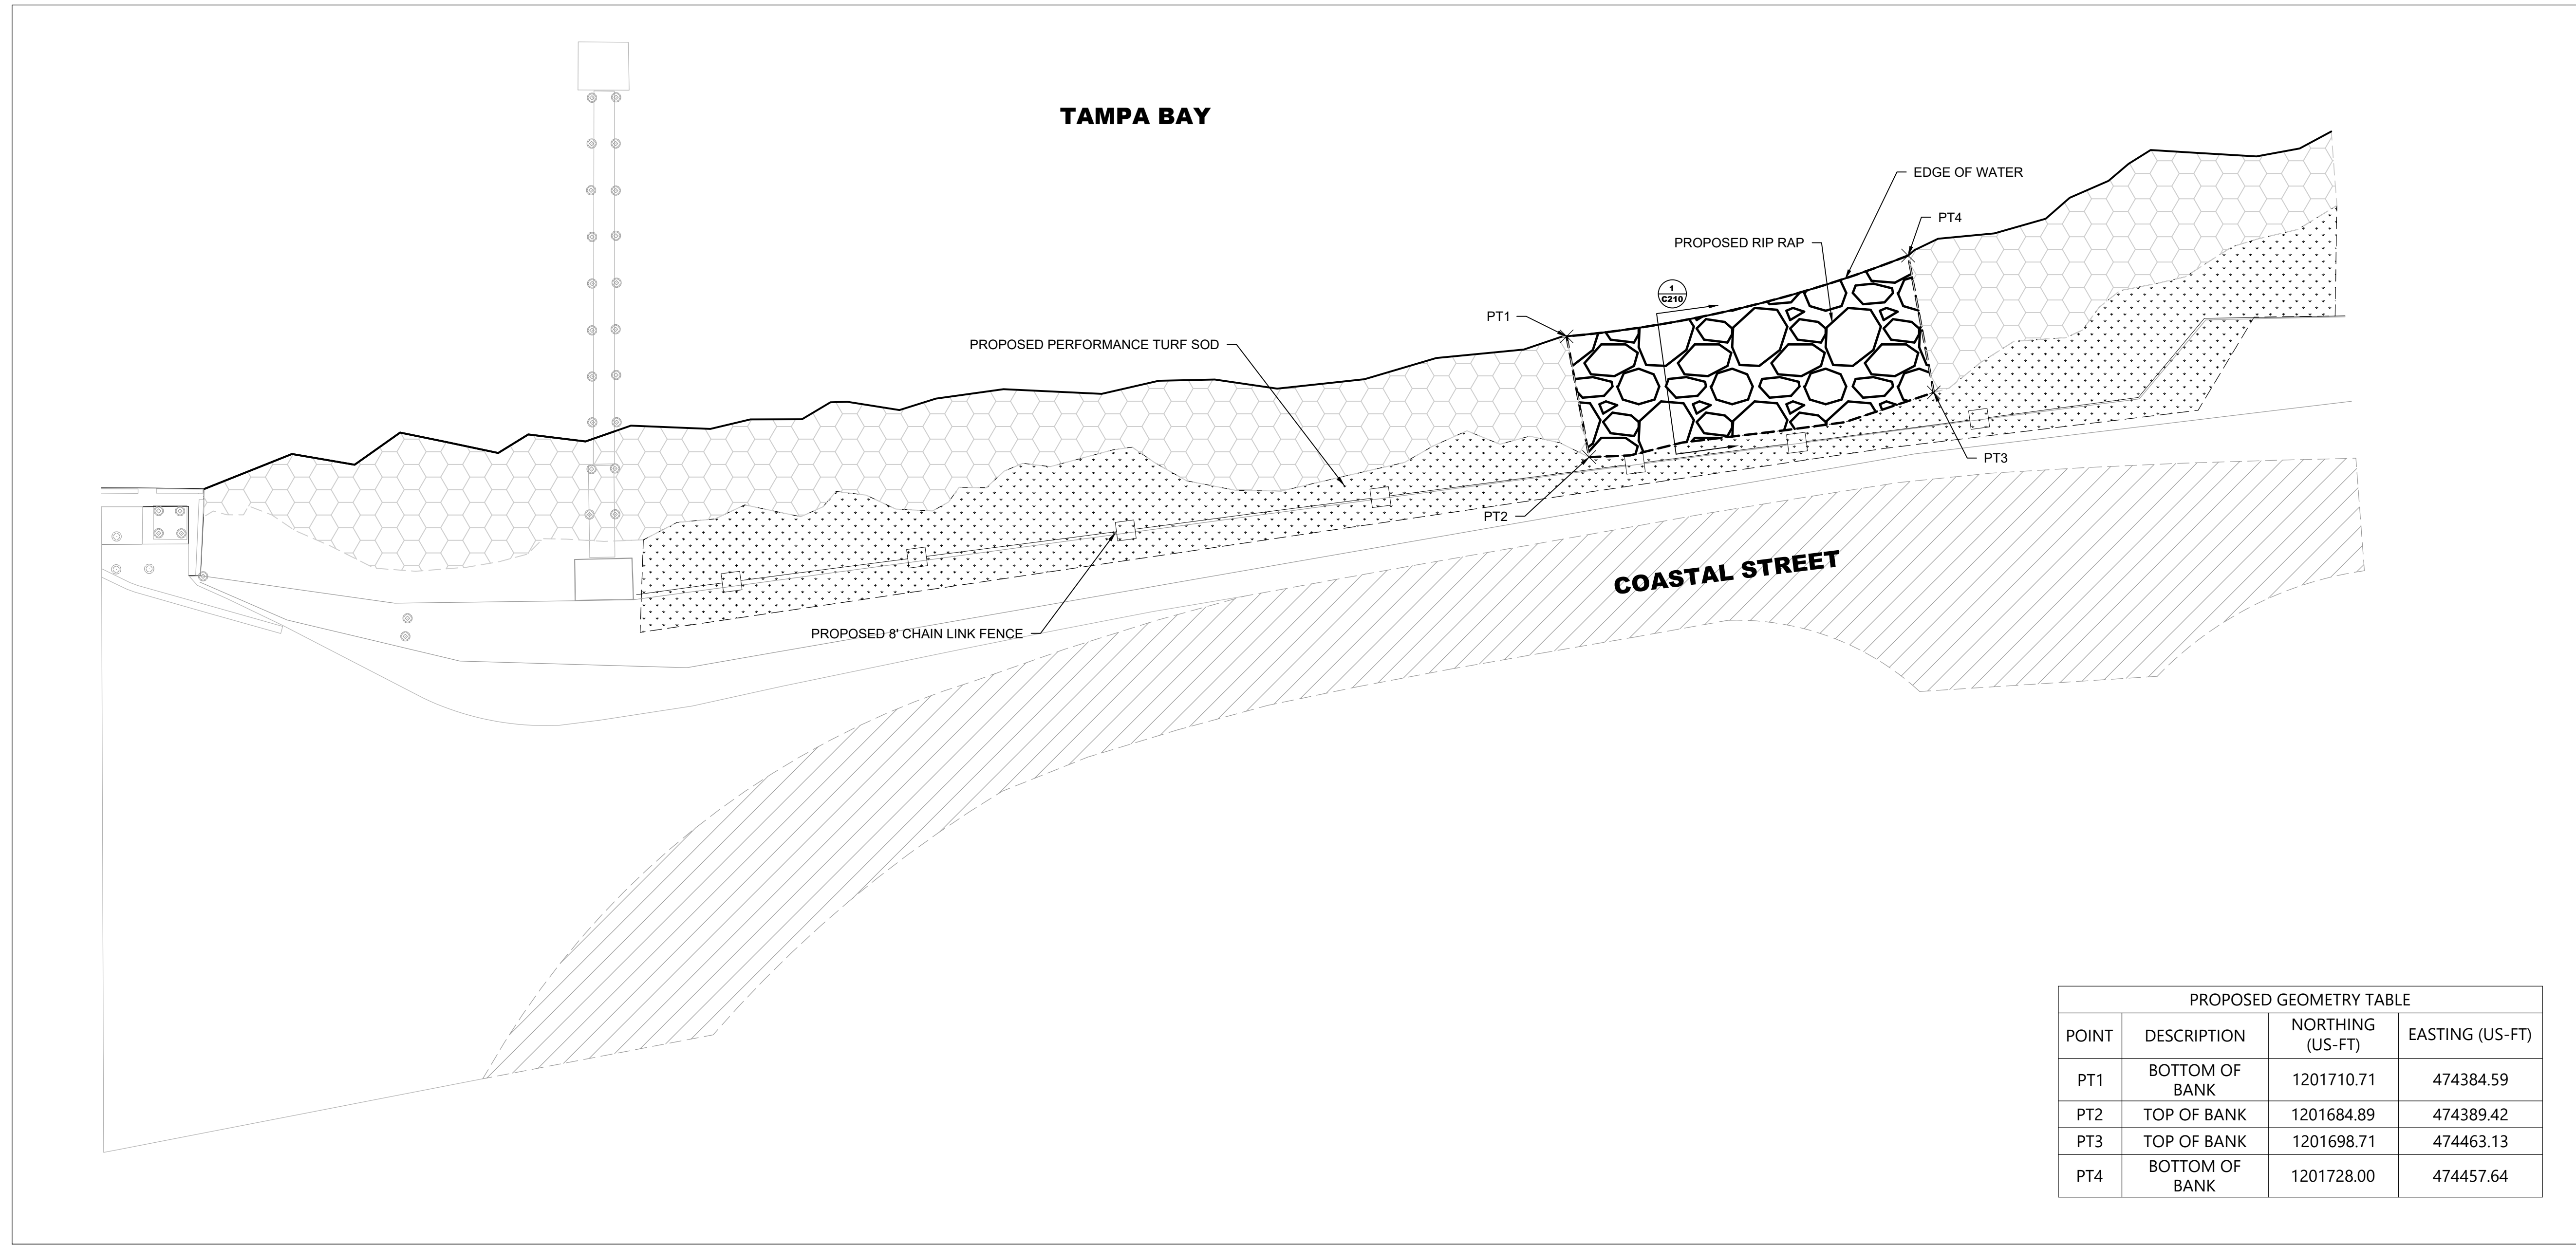 TAMPA BAY
EDGE OF WATER
PT4
PROPOSED RIP RAP
1
C210
PT1
PROPOSED PERFORMANCE TURF SOD
PT3
PT2
COASTAL STREET
PROPOSED 8' CHAIN LINK FENCE
PROPOSED GEOMETRY TABLE
POINT DESCRIPTION NORTHING (US-FT) EASTING (US-FT)
PT1 BOTTOM OF BANK 1201710.71 474384.59
PT2 TOP OF BANK 1201684.89 474389.42
PT3 TOP OF BANK 1201698.71 474463.13
PT4 BOTTOM OF BANK 1201728.00 474457.64